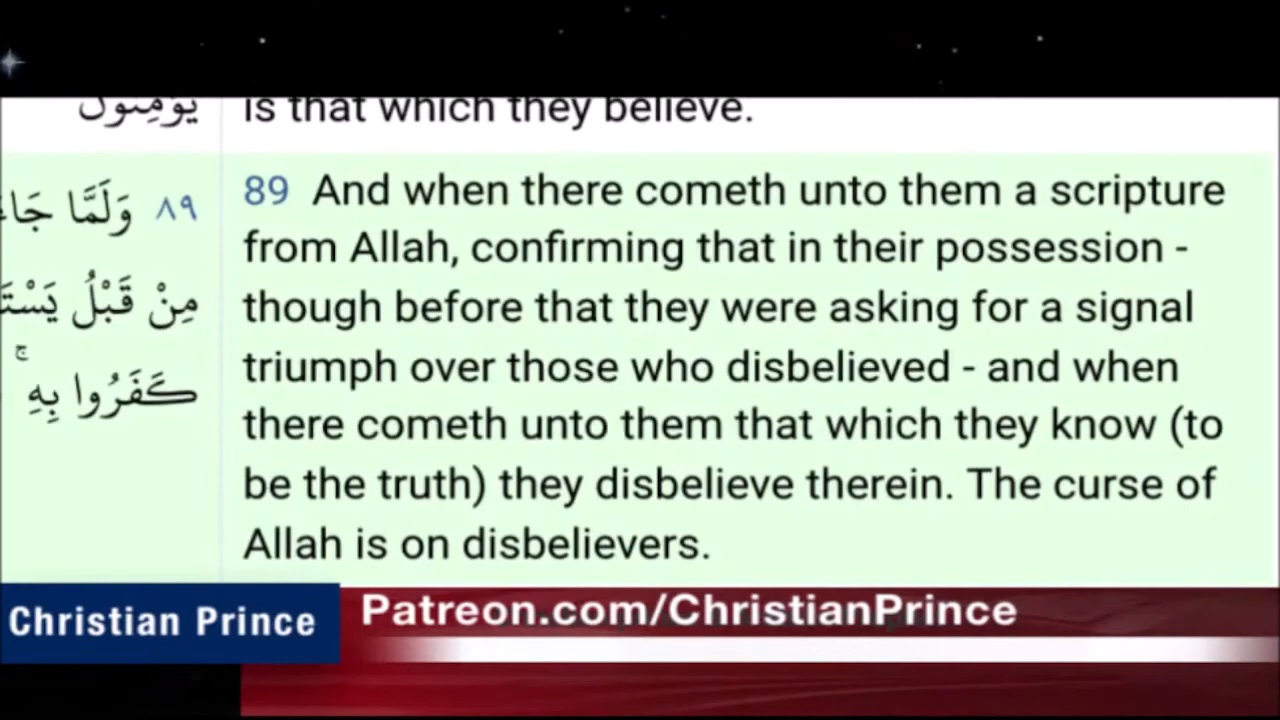 يُؤْمِنُونَ
is that which they believe.
٨٩ وَلَمَّا جَاءَ
مِنْ قَبْلُ
كَفَرُوا بِهِ ۚ
89 And when there cometh unto them a scripture
from Allah, confirming that in their possession -
though before that they were asking for a signal
triumph over those who disbelieved - and when
there cometh unto them that which they know (to
be the truth) they disbelieve therein. The curse of
Allah is on disbelievers.
Christian Prince
Patreon.com/ChristianPrince